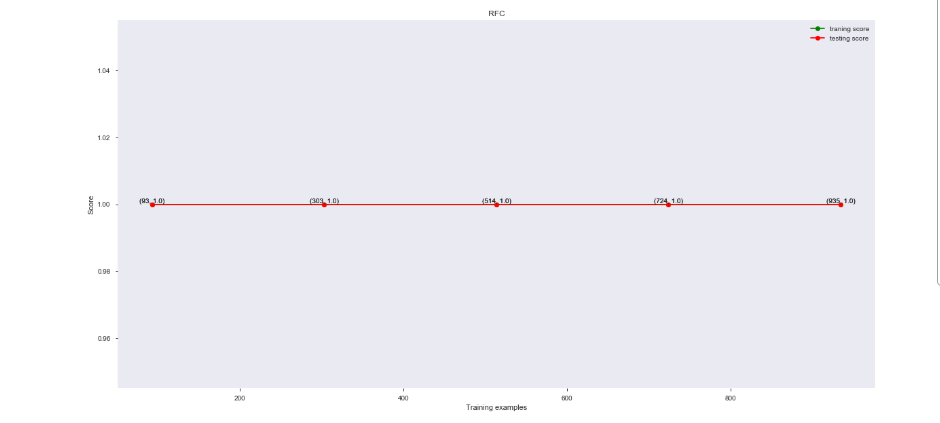 RFC
traning score
testing score
1.04
1.02
1.00
0.98
0.96
Score
(93, 1.0) (303, 1.0) (514, 1.0) (724, 1.0) (935, 1.0)
200 400 600 800
Training examples